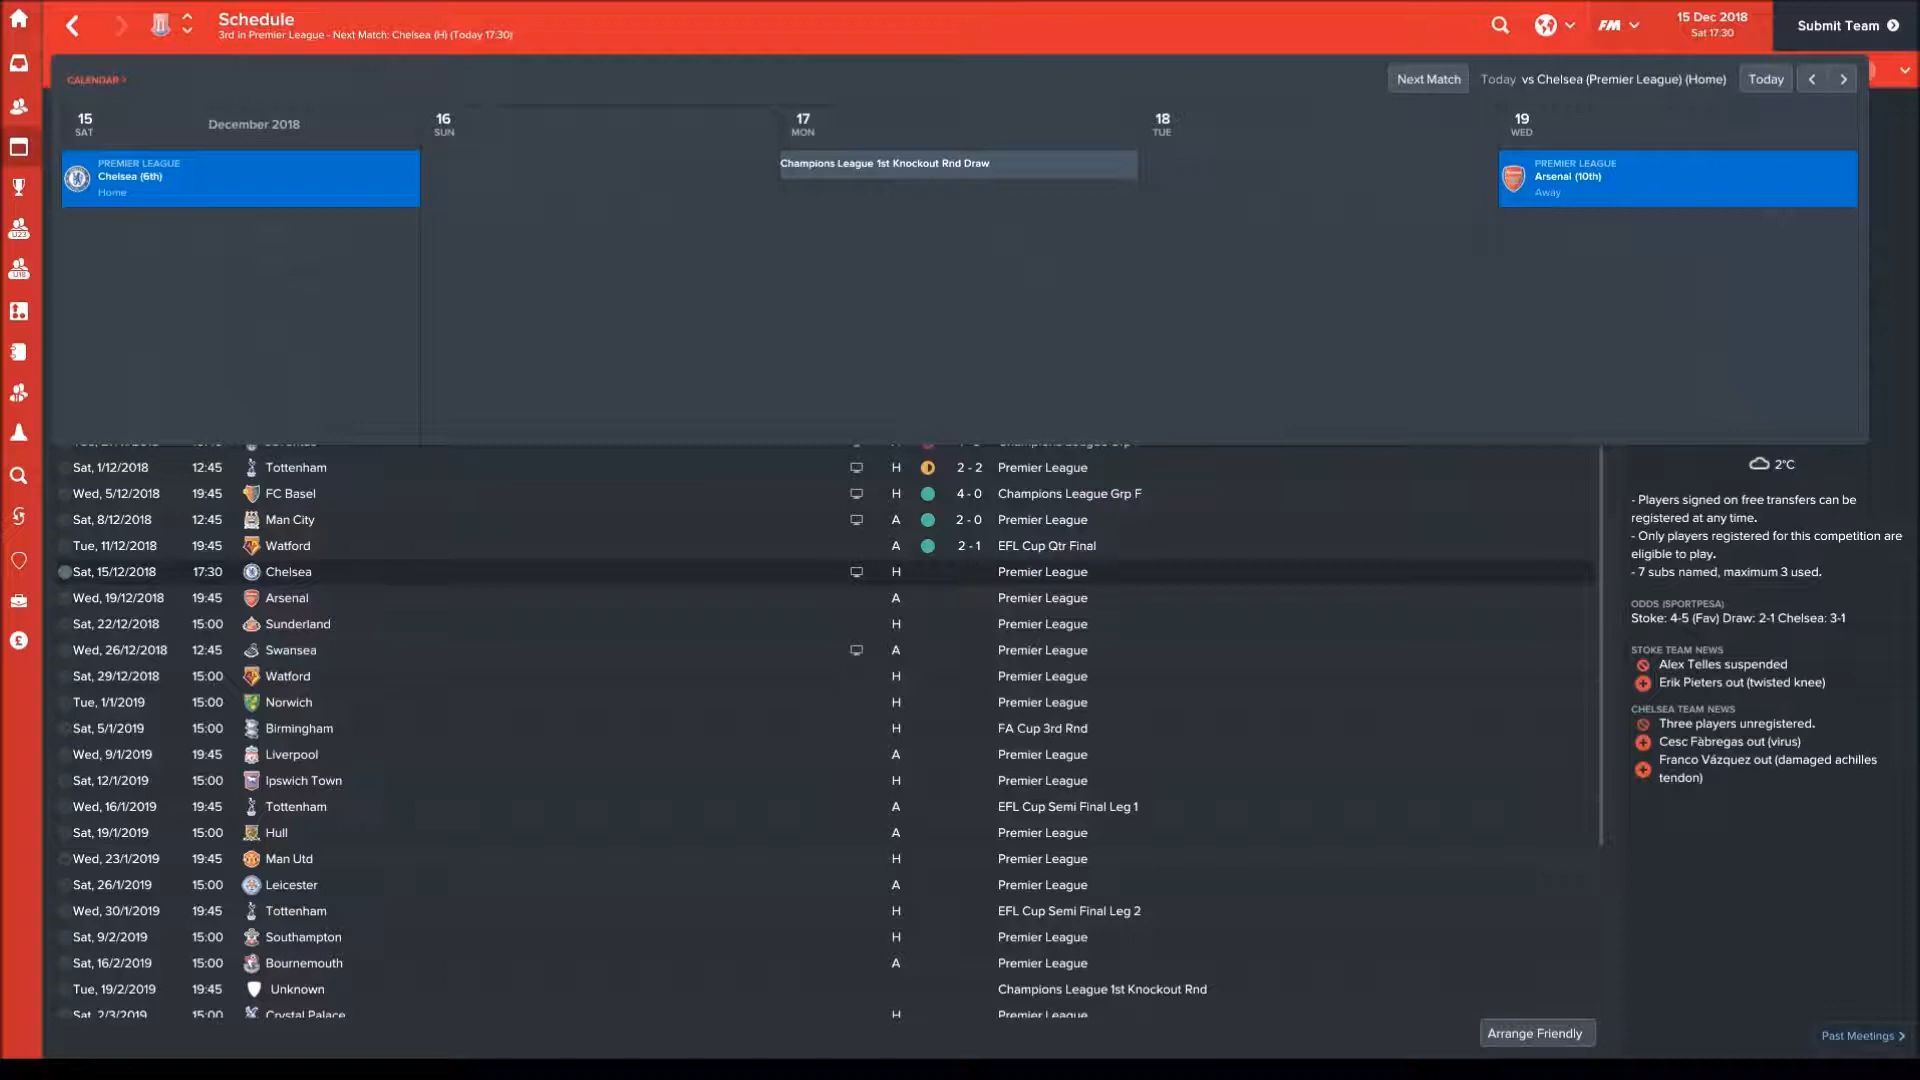 Schedule
3rd in Premier League - Next Match: Chelsea (H) (Today 17:30)
FM
15 Dec 2018
Sat 17:30
Submit Team
CALENDAR >
Next Match Today vs Chelsea (Premier League) (Home) Today
15 SAT December 2018 16 SUN 17 MON 18 TUE 19 WED
PREMIER LEAGUE
Chelsea (6th)
Home
Champions League 1st Knockout Rnd Draw
PREMIER LEAGUE
Arsenal (10th)
Away
Sat, 1/12/2018 12:45 Tottenham H 2 - 2 Premier League
Wed, 5/12/2018 19:45 FC Basel H 4 - 0 Champions League Grp F
Sat, 8/12/2018 12:45 Man City A 2 - 0 Premier League
Tue, 11/12/2018 19:45 Watford A 2 - 1 EFL Cup Qtr Final
Sat, 15/12/2018 17:30 Chelsea H Premier League
Wed, 19/12/2018 19:45 Arsenal A Premier League
Sat, 22/12/2018 15:00 Sunderland H Premier League
Wed, 26/12/2018 12:45 Swansea A Premier League
Sat, 29/12/2018 15:00 Watford H Premier League
Tue, 1/1/2019 15:00 Norwich H Premier League
Sat, 5/1/2019 15:00 Birmingham H FA Cup 3rd Rnd
Wed, 9/1/2019 19:45 Liverpool A Premier League
Sat, 12/1/2019 15:00 Ipswich Town H Premier League
Wed, 16/1/2019 19:45 Tottenham A EFL Cup Semi Final Leg 1
Sat, 19/1/2019 15:00 Hull A Premier League
Wed, 23/1/2019 19:45 Man Utd H Premier League
Sat, 26/1/2019 15:00 Leicester A Premier League
Wed, 30/1/2019 19:45 Tottenham H EFL Cup Semi Final Leg 2
Sat, 9/2/2019 15:00 Southampton H Premier League
Sat, 16/2/2019 15:00 Bournemouth A Premier League
Tue, 19/2/2019 19:45 Unknown Champions League 1st Knockout Rnd
Sat, 2/3/2019 15:00 Crystal Palace H Premier League
2°C
- Players signed on free transfers can be
registered at any time.
- Only players registered for this competition are
eligible to play.
- 7 subs named, maximum 3 used.
ODDS (SPORTPESA)
Stoke: 4-5 (Fav) Draw: 2-1 Chelsea: 3-1
STOKE TEAM NEWS
Alex Telles suspended
Erik Pieters out (twisted knee)
CHELSEA TEAM NEWS
Three players unregistered.
Cesc Fàbregas out (virus)
Franco Vázquez out (damaged achilles
tendon)
Arrange Friendly
Past Meetings >
U23
U18